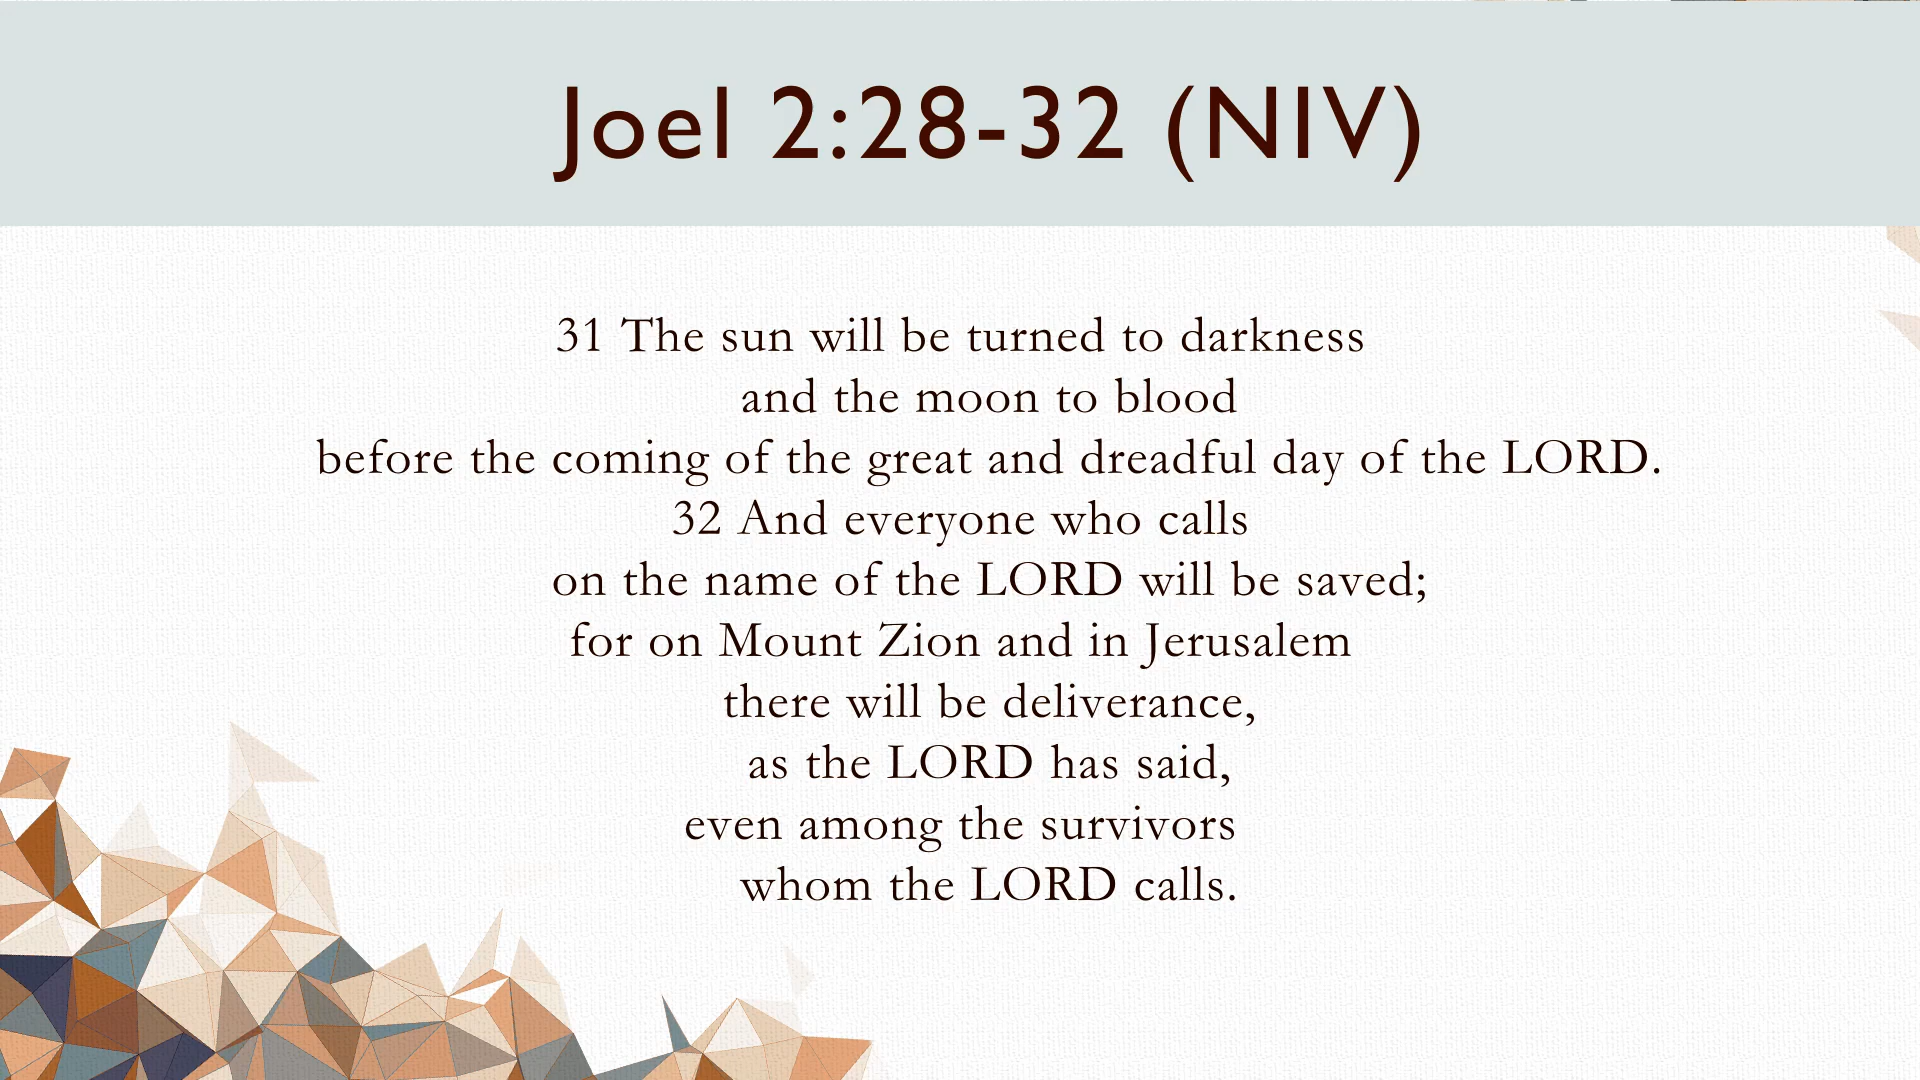 Joel 2:28-32 (NIV)
31 The sun will be turned to darkness
and the moon to blood
before the coming of the great and dreadful day of the LORD.
32 And everyone who calls
on the name of the LORD will be saved;
for on Mount Zion and in Jerusalem
there will be deliverance,
as the LORD has said,
even among the survivors
whom the LORD calls.